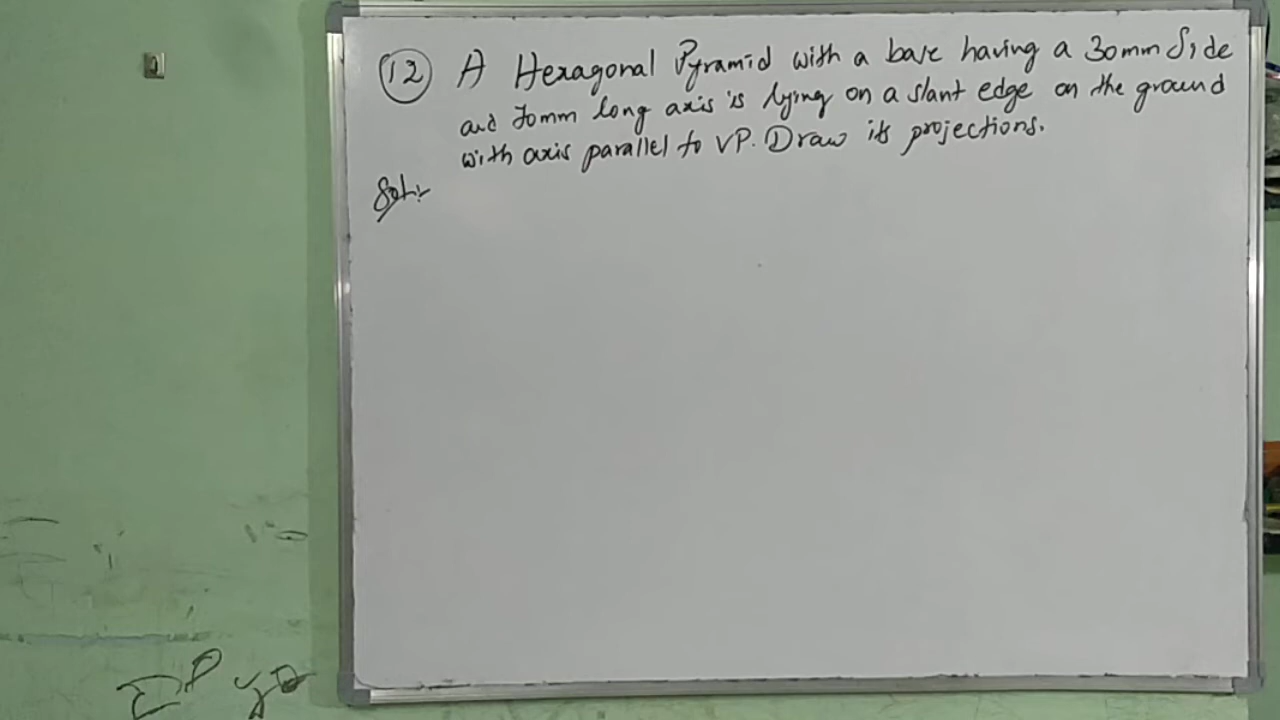 12 A Hexagonal Pyramid with a base having a 30mm Side
and 70mm long axis is lying on a slant edge on the ground
with axis parallel to VP. Draw its projections.
Sol:-